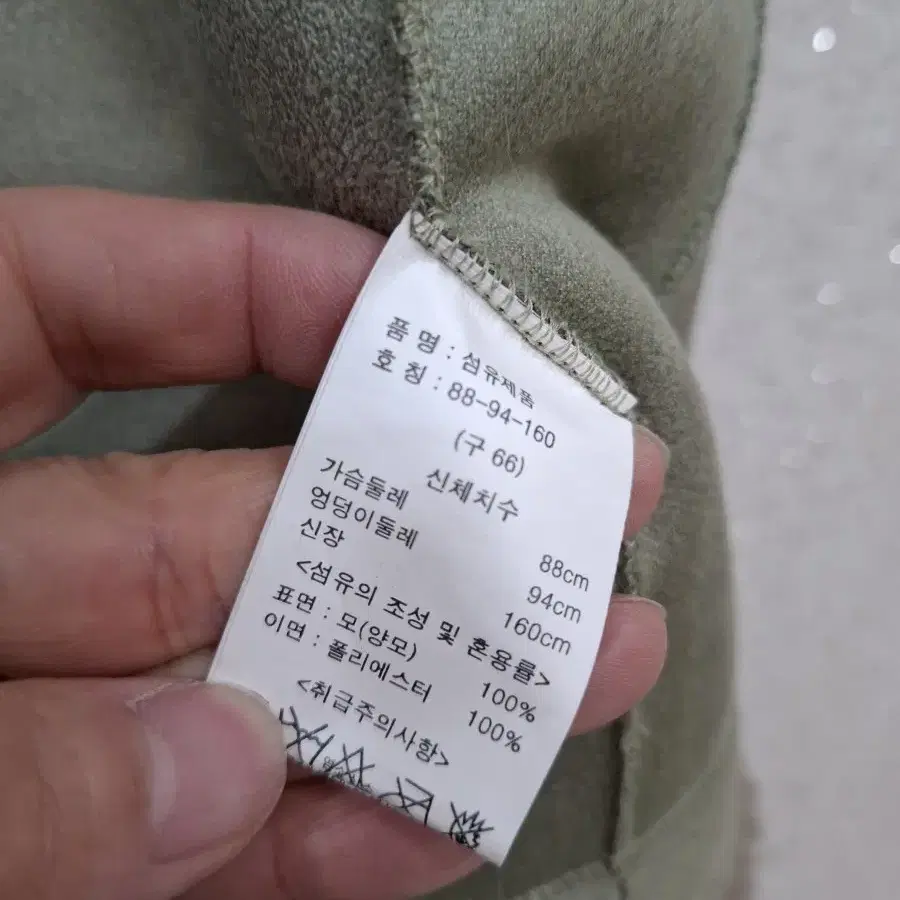 품 명 : 섬유제품
호 칭 : 88-94-160
(구 66)
신체치수
가슴둘레 88cm
엉덩이둘레 94cm
신장 160cm
<섬유의 조성 및 혼용률>
표면 : 모(양모) 100%
이면 : 폴리에스터 100%
<취급주의사항>